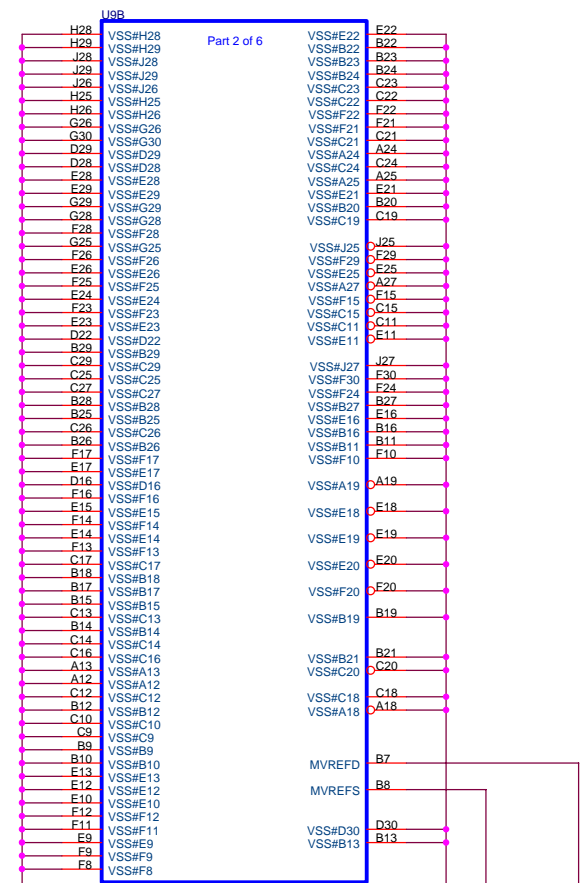 U9B
Part 2 of 6
H28 VSS#H28
H29 VSS#H29
J28 VSS#J28
J29 VSS#J29
J26 VSS#J26
H25 VSS#H25
H26 VSS#H26
G26 VSS#G26
G30 VSS#G30
D29 VSS#D29
D28 VSS#D28
E28 VSS#E28
E29 VSS#E29
G29 VSS#G29
G28 VSS#G28
F28 VSS#F28
G25 VSS#G25
F26 VSS#F26
E26 VSS#E26
F25 VSS#F25
E24 VSS#E24
F23 VSS#F23
E23 VSS#E23
D22 VSS#D22
B29 VSS#B29
C29 VSS#C29
C25 VSS#C25
C27 VSS#C27
B28 VSS#B28
B25 VSS#B25
C26 VSS#C26
B26 VSS#B26
F17 VSS#F17
E17 VSS#E17
D16 VSS#D16
F16 VSS#F16
E15 VSS#E15
F14 VSS#F14
E14 VSS#E14
F13 VSS#F13
C17 VSS#C17
B18 VSS#B18
B17 VSS#B17
B15 VSS#B15
C13 VSS#C13
B14 VSS#B14
C14 VSS#C14
C16 VSS#C16
A13 VSS#A13
A12 VSS#A12
C12 VSS#C12
B12 VSS#B12
C10 VSS#C10
C9 VSS#C9
B9 VSS#B9
B10 VSS#B10
E13 VSS#E13
E12 VSS#E12
E10 VSS#E10
F12 VSS#F12
F11 VSS#F11
E9 VSS#E9
F9 VSS#F9
F8 VSS#F8
VSS#E22 E22
VSS#B22 B22
VSS#B23 B23
VSS#B24 B24
VSS#C23 C23
VSS#C22 C22
VSS#F22 F22
VSS#F21 F21
VSS#C21 C21
VSS#A24 A24
VSS#C24 C24
VSS#A25 A25
VSS#E21 E21
VSS#B20 B20
VSS#C19 C19
VSS#J25 J25
VSS#F29 F29
VSS#E25 E25
VSS#A27 A27
VSS#F15 F15
VSS#C15 C15
VSS#C11 C11
VSS#E11 E11
VSS#J27 J27
VSS#F30 F30
VSS#F24 F24
VSS#B27 B27
VSS#E16 E16
VSS#B16 B16
VSS#B11 B11
VSS#F10 F10
VSS#A19 A19
VSS#E18 E18
VSS#E19 E19
VSS#E20 E20
VSS#F20 F20
VSS#B19 B19
VSS#B21 B21
VSS#C20 C20
VSS#C18 C18
VSS#A18 A18
MVREFD B7
MVREFS B8
VSS#D30 D30
VSS#B13 B13